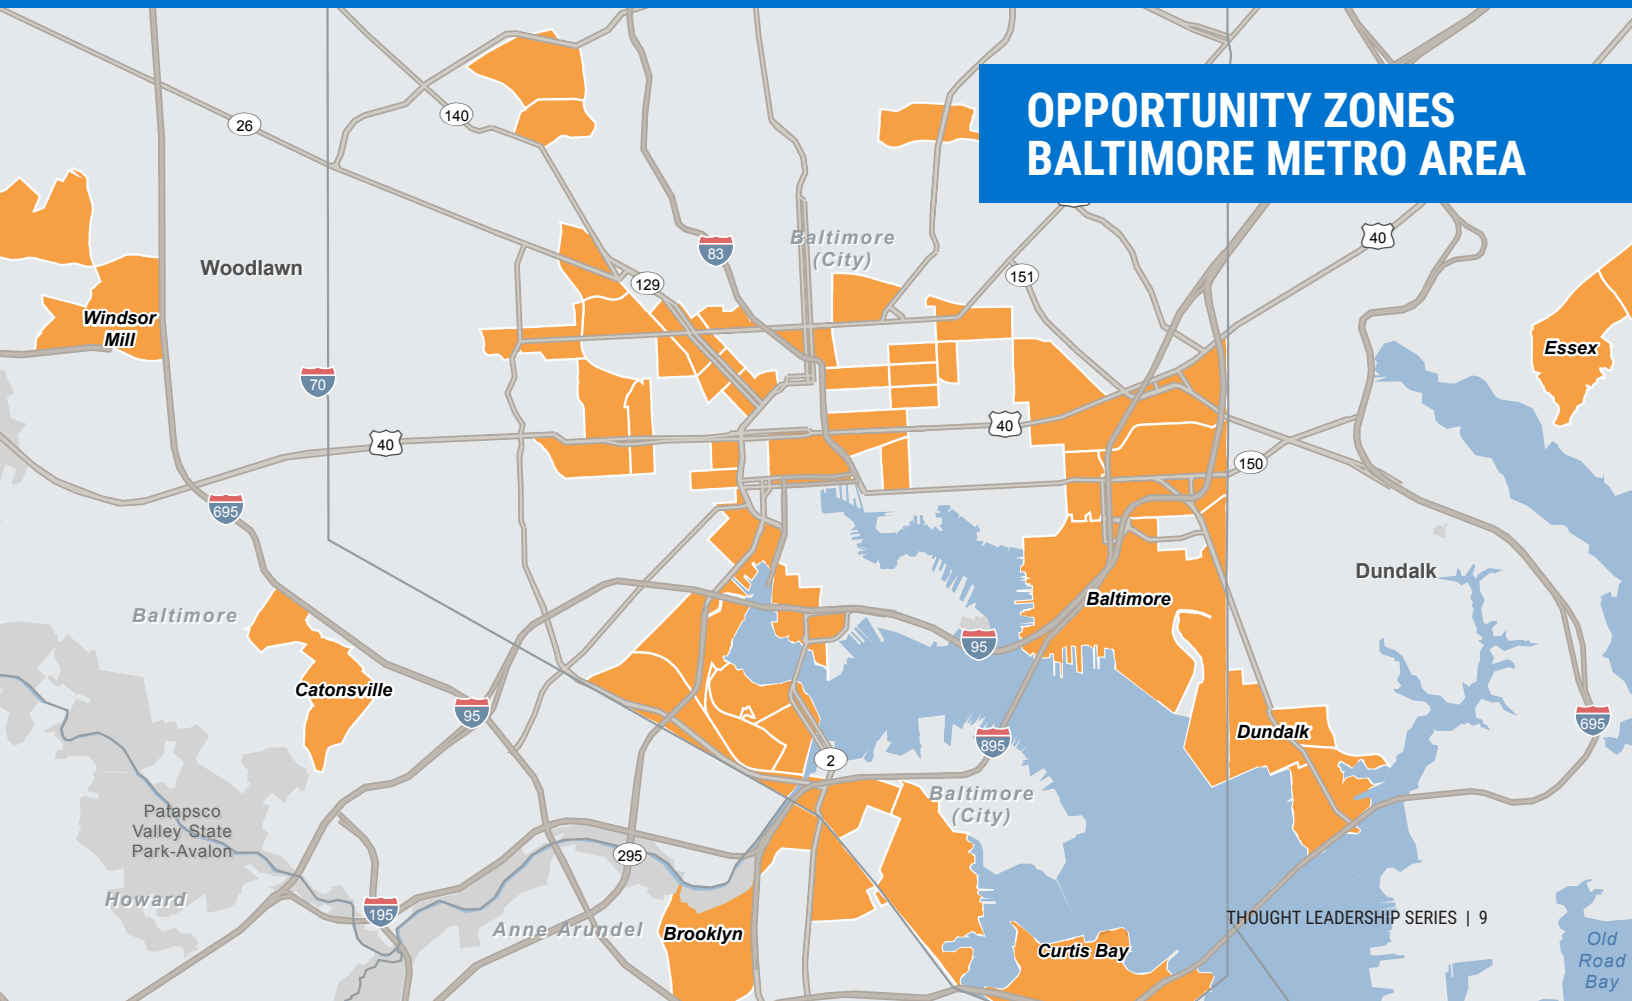 OPPORTUNITY ZONES
BALTIMORE METRO AREA
26
140
83
Baltimore
(City)
40
151
129
Woodlawn
Windsor
Mill
Essex
70
40
40
150
695
Dundalk
Baltimore
Baltimore
95
Catonsville
95
695
Dundalk
895
2
Baltimore
(City)
Patapsco
Valley State
Park-Avalon
295
Howard
195
Anne Arundel
Brooklyn
THOUGHT LEADERSHIP SERIES | 9
Curtis Bay
Old
Road
Bay